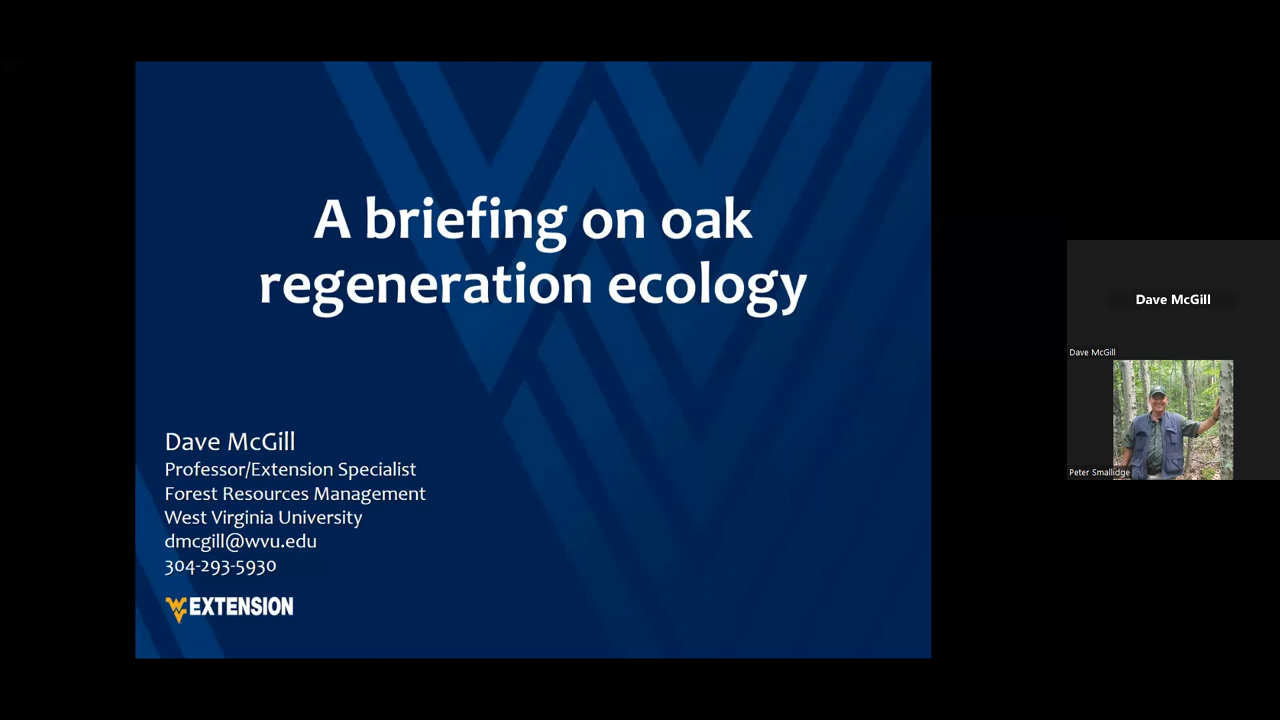 A briefing on oak
regeneration ecology
Dave McGill
Professor/Extension Specialist
Forest Resources Management
West Virginia University
dmcgill@wvu.edu
304-293-5930
WV EXTENSION
Dave McGill
Dave McGill
Peter Smallidge